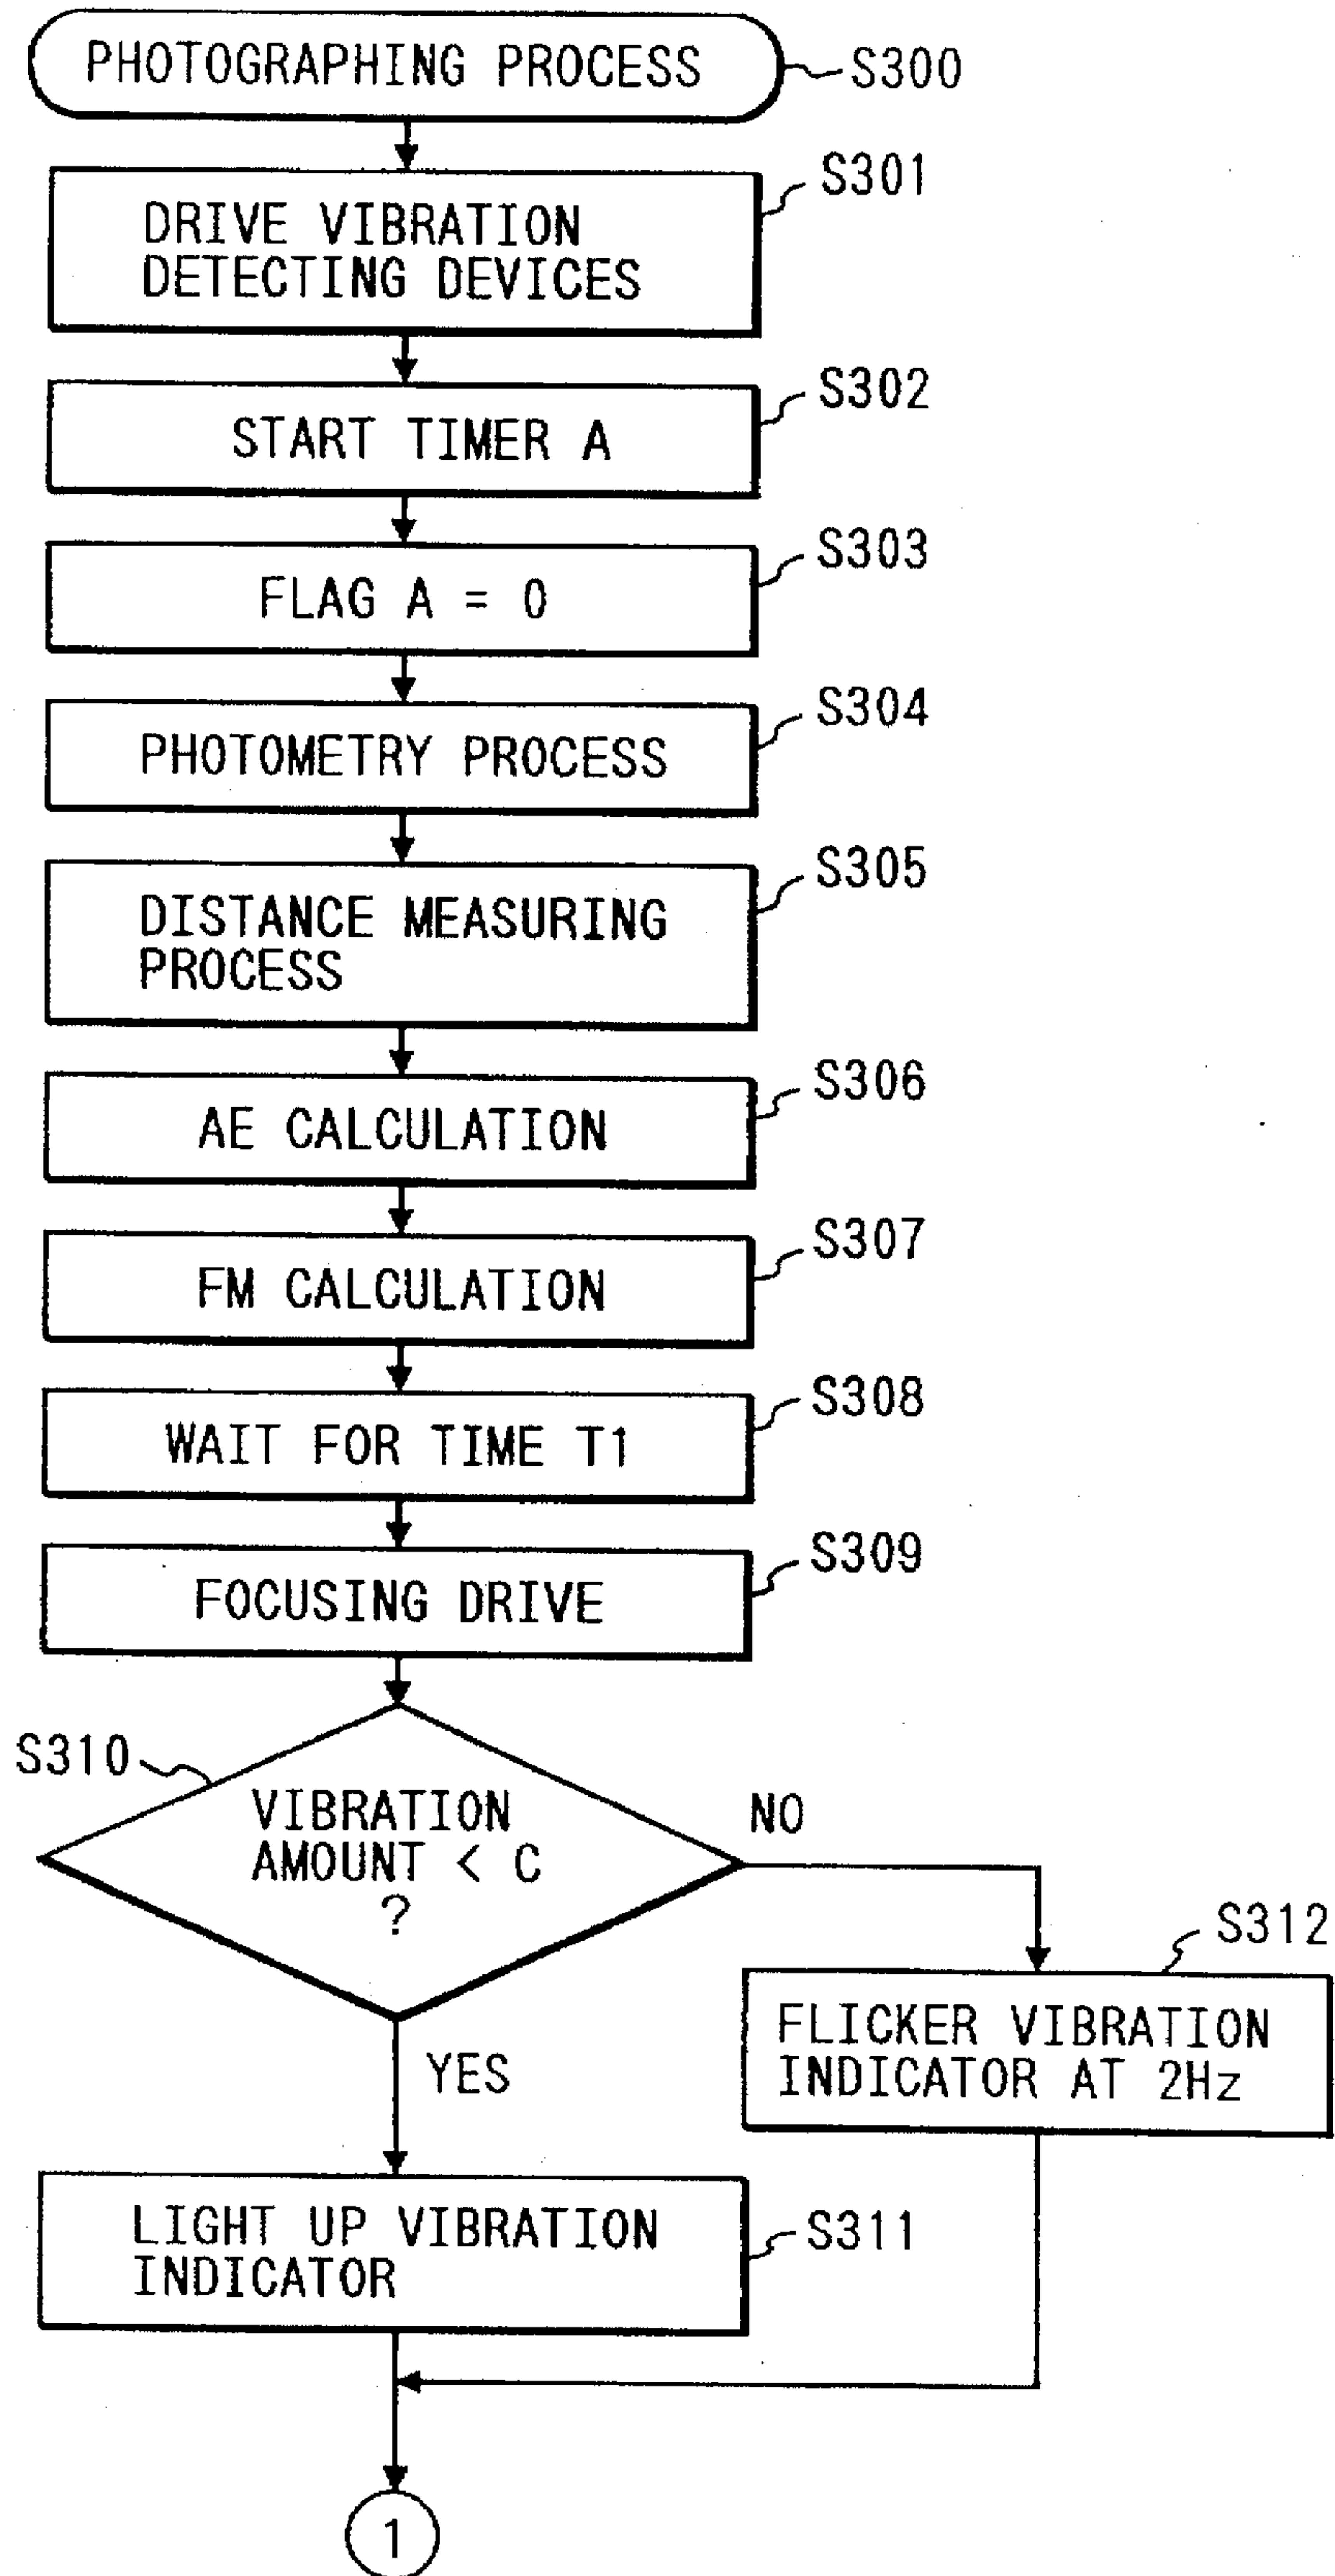 PHOTOGRAPHING PROCESS
S300
S301
DRIVE VIBRATION
DETECTING DEVICES
S302
START TIMER A
S303
FLAG A = 0
S304
PHOTOMETRY PROCESS
S305
DISTANCE MEASURING
PROCESS
S306
AE CALCULATION
S307
FM CALCULATION
S308
WAIT FOR TIME T1
S309
FOCUSING DRIVE
S310
VIBRATION
AMOUNT < C
?
NO
S312
FLICKER VIBRATION
INDICATOR AT 2Hz
YES
LIGHT UP VIBRATION
INDICATOR
S311
1